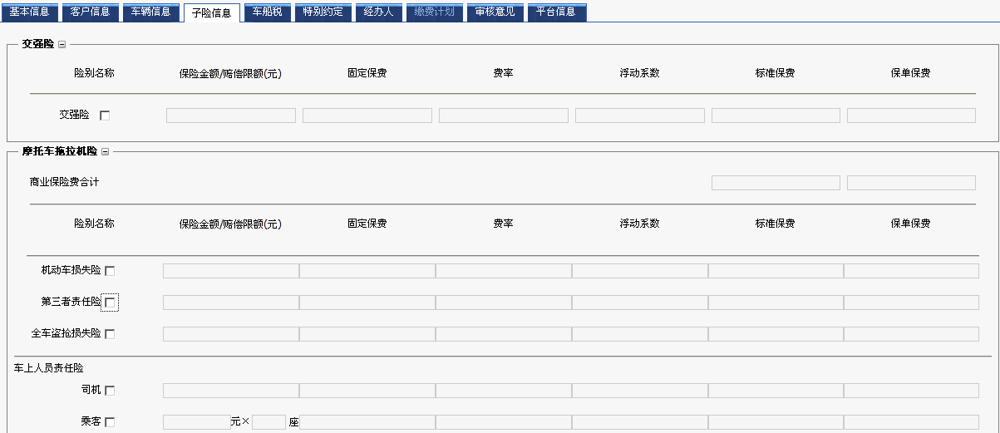 基本信息 客户信息 车辆信息 子险信息 车船税 特别约定 经办人 缴费计划 审核意见 平台信息
交强险
险别名称 保险金额/赔偿限额(元) 固定保费 费率 浮动系数 标准保费 保单保费
交强险
摩托车拖拉机险
商业保险费合计
险别名称 保险金额/赔偿限额(元) 固定保费 费率 浮动系数 标准保费 保单保费
机动车损失险
第三者责任险
全车盗抢损失险
车上人员责任险
司机
乘客 元× 座